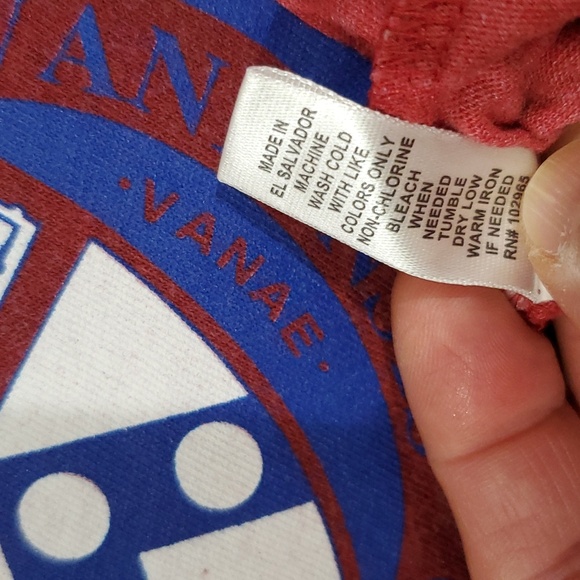 VAN
·VANAE·
MADE IN
EL SALVADOR
MACHINE
WASH COLD
WITH LIKE
COLORS ONLY
NON-CHLORINE
BLEACH
WHEN
NEEDED
TUMBLE
DRY LOW
WARM IRON
IF NEEDED
RN# 102965